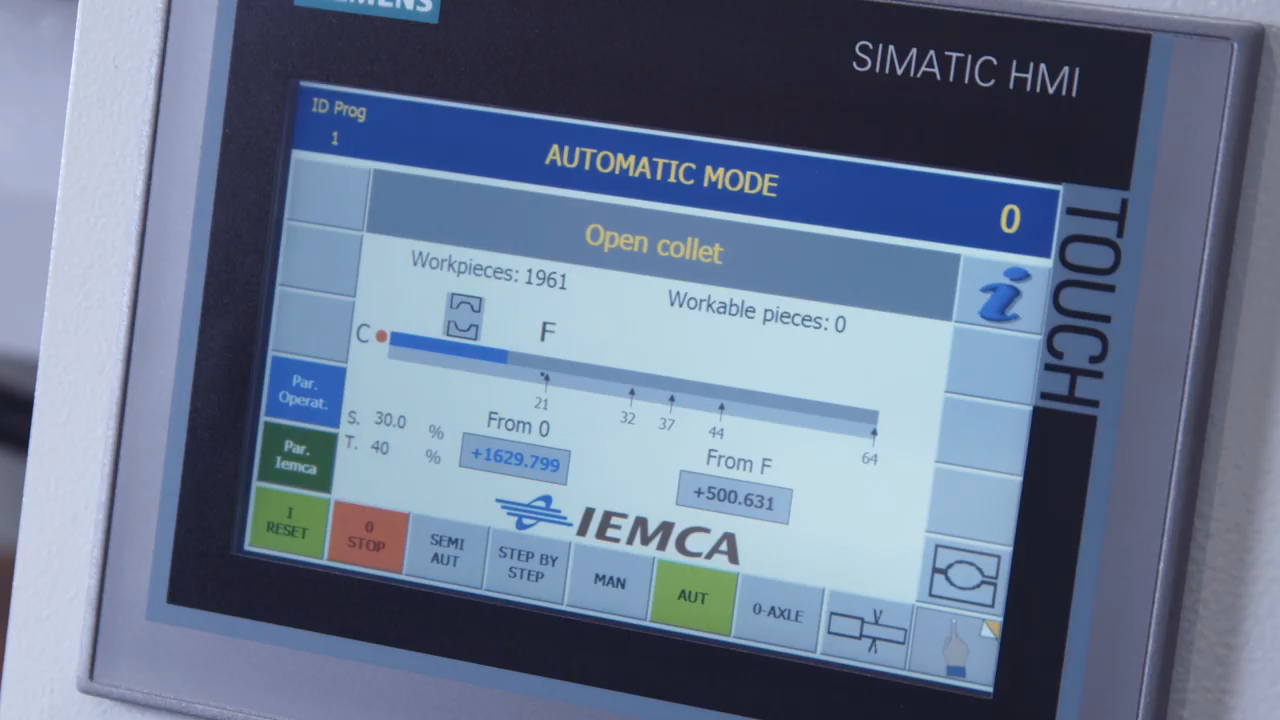 SIEMENS
SIMATIC HMI
TOUCH
ID Prog
1
AUTOMATIC MODE
0
Open collet
Workpieces: 1961
Workable pieces: 0
C
F
21
32
37
44
64
Par.
Operat.
S. 30.0 %
T. 40 %
From 0
+1629.799
From F
+500.631
Par.
Iemca
IEMCA
I
RESET
0
STOP
SEMI
AUT
STEP BY
STEP
MAN
AUT
0-AXLE